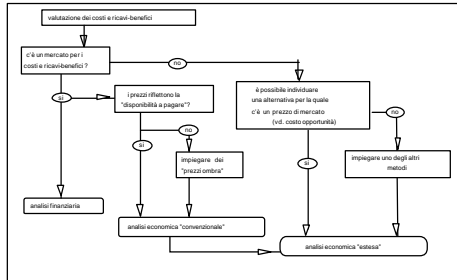 valutazione dei costi e ricavi-benefici
c'è un mercato per i
costi e ricavi-benefici ?
no
si
i prezzi riflettono la
"disponibilità a pagare"?
è possibile individuare
una alternativa per la quale
c'è un prezzo di mercato
(vd. costo opportunità)
no
no
si
impiegare dei
"prezzi ombra"
si
impiegare uno degli altri
metodi
analisi finanziaria
analisi economica "convenzionale"
analisi economica "estesa"